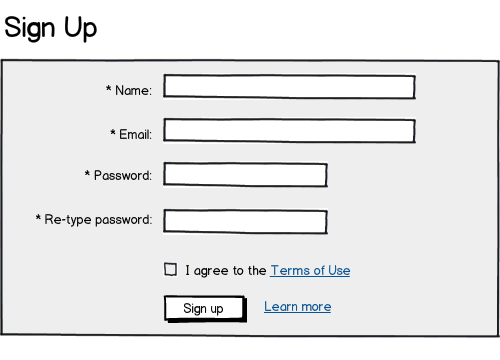 Sign Up
* Name:
* Email:
* Password:
* Re-type password:
I agree to the Terms of Use
Sign up Learn more